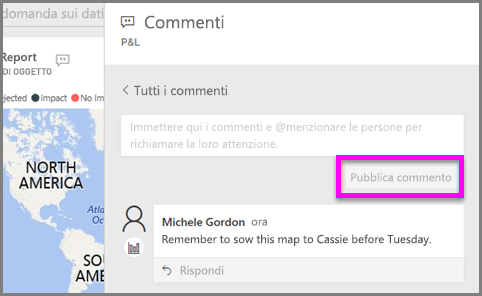 domanda sui dati
Report
DI OGGETTO
jected Impact No Im
NORTH
AMERICA
Atla
Oce
SOU
AM
Commenti
P&L
Tutti i commenti
Immettere qui i commenti e @menzionare le persone per
richiamare la loro attenzione.
Pubblica commento
Michele Gordon ora
Remember to sow this map to Cassie before Tuesday.
Rispondi